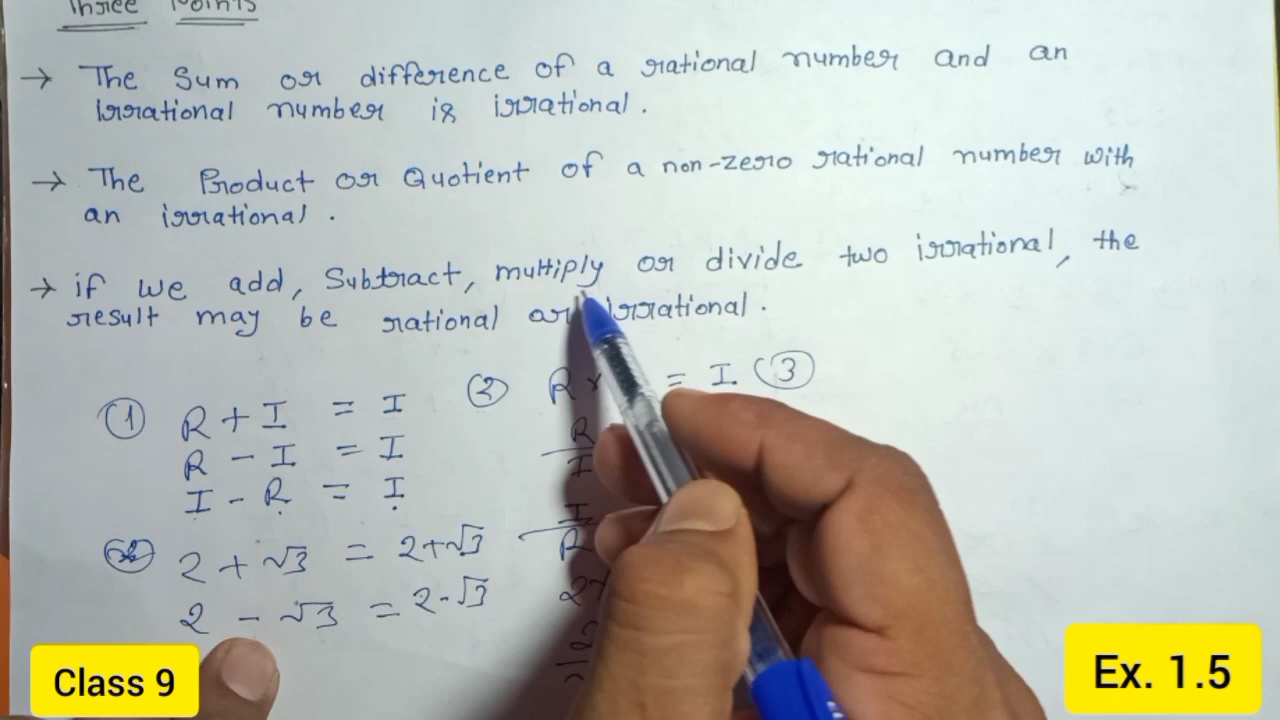 Three Points
→ The Sum or difference of a rational number and an
irrational number is irrational.
→ The Product or Quotient of a non-zero rational number with
an irrational.
→ if we add, Subtract, multiply or divide two irrational, the
result may be rational or irrational.
① R + I = I
R - I = I
I - R = I
2 + √3 = 2+√3
2 - √3 = 2-√3
② R × = I ③
R
I
I
R
2
Class 9
Ex. 1.5